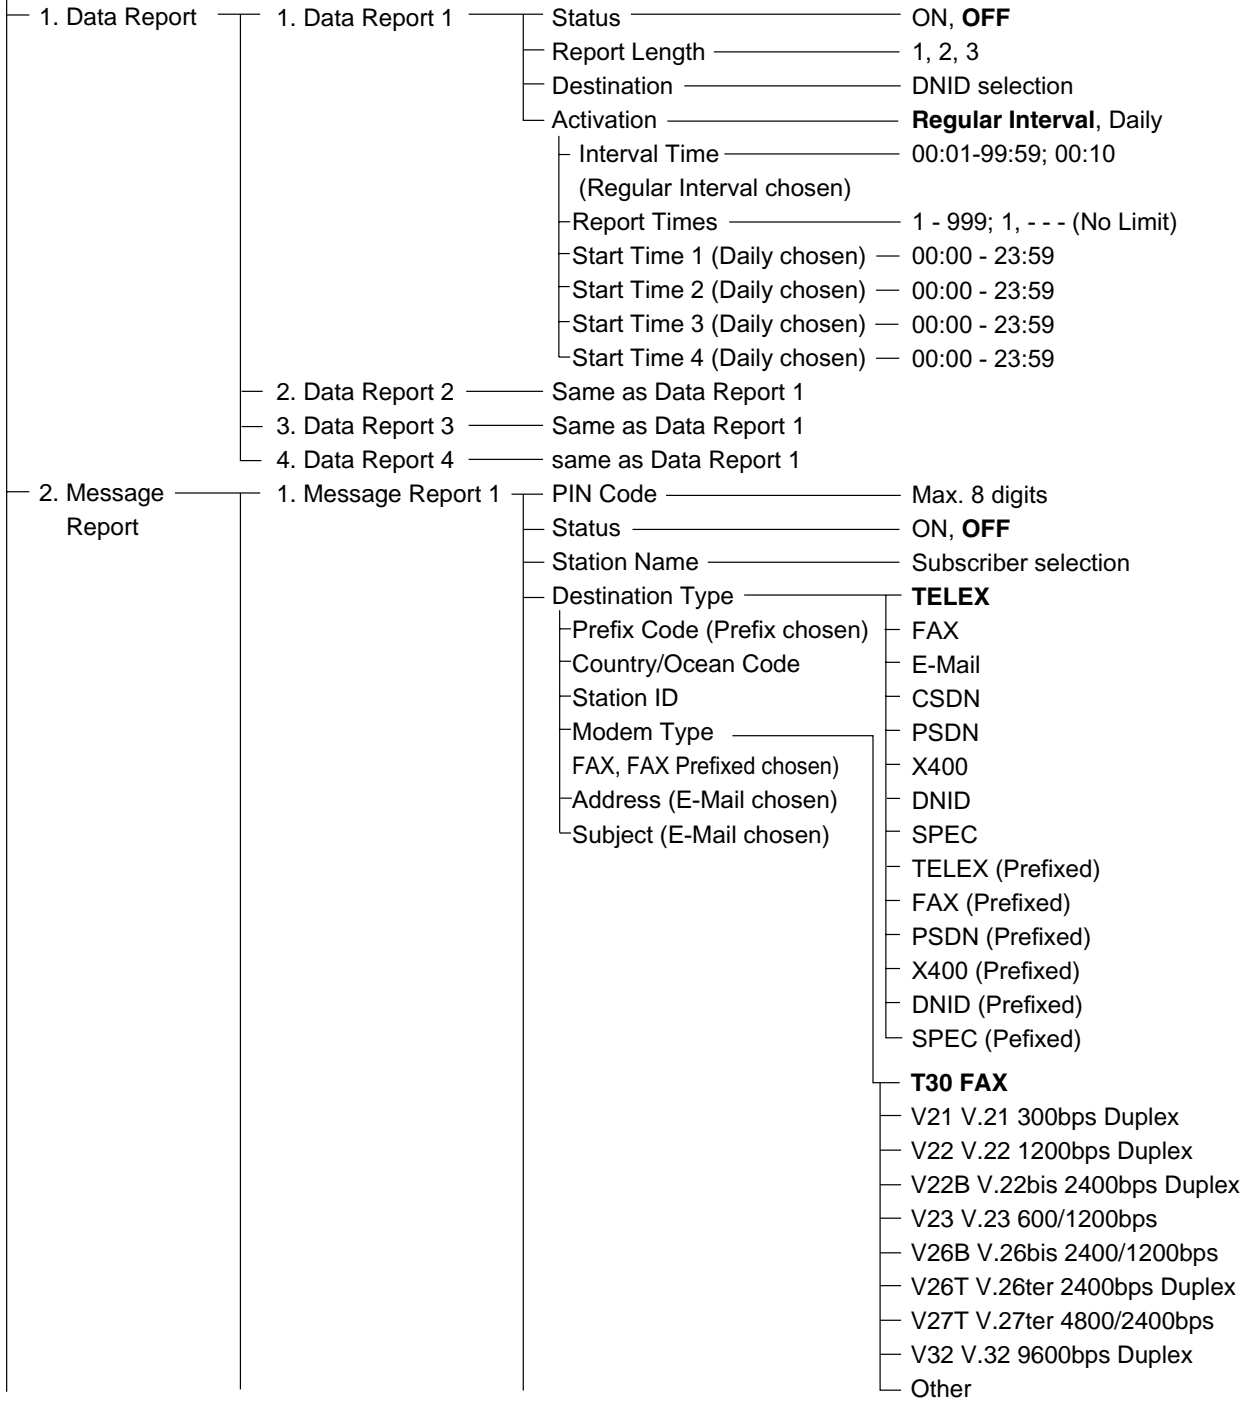 1. Data Report 1. Data Report 1 Status ON, OFF
Report Length 1, 2, 3
Destination DNID selection
Activation Regular Interval, Daily
Interval Time 00:01-99:59; 00:10
(Regular Interval chosen)
Report Times 1 - 999; 1, - - - (No Limit)
Start Time 1 (Daily chosen) 00:00 - 23:59
Start Time 2 (Daily chosen) 00:00 - 23:59
Start Time 3 (Daily chosen) 00:00 - 23:59
Start Time 4 (Daily chosen) 00:00 - 23:59
2. Data Report 2 Same as Data Report 1
3. Data Report 3 Same as Data Report 1
4. Data Report 4 same as Data Report 1
2. Message 1. Message Report 1 PIN Code Max. 8 digits
Report Status ON, OFF
Station Name Subscriber selection
Destination Type TELEX
Prefix Code (Prefix chosen) FAX
Country/Ocean Code E-Mail
Station ID CSDN
Modem Type PSDN
FAX, FAX Prefixed chosen) X400
Address (E-Mail chosen) DNID
Subject (E-Mail chosen) SPEC
TELEX (Prefixed)
FAX (Prefixed)
PSDN (Prefixed)
X400 (Prefixed)
DNID (Prefixed)
SPEC (Pefixed)
T30 FAX
V21 V.21 300bps Duplex
V22 V.22 1200bps Duplex
V22B V.22bis 2400bps Duplex
V23 V.23 600/1200bps
V26B V.26bis 2400/1200bps
V26T V.26ter 2400bps Duplex
V27T V.27ter 4800/2400bps
V32 V.32 9600bps Duplex
Other